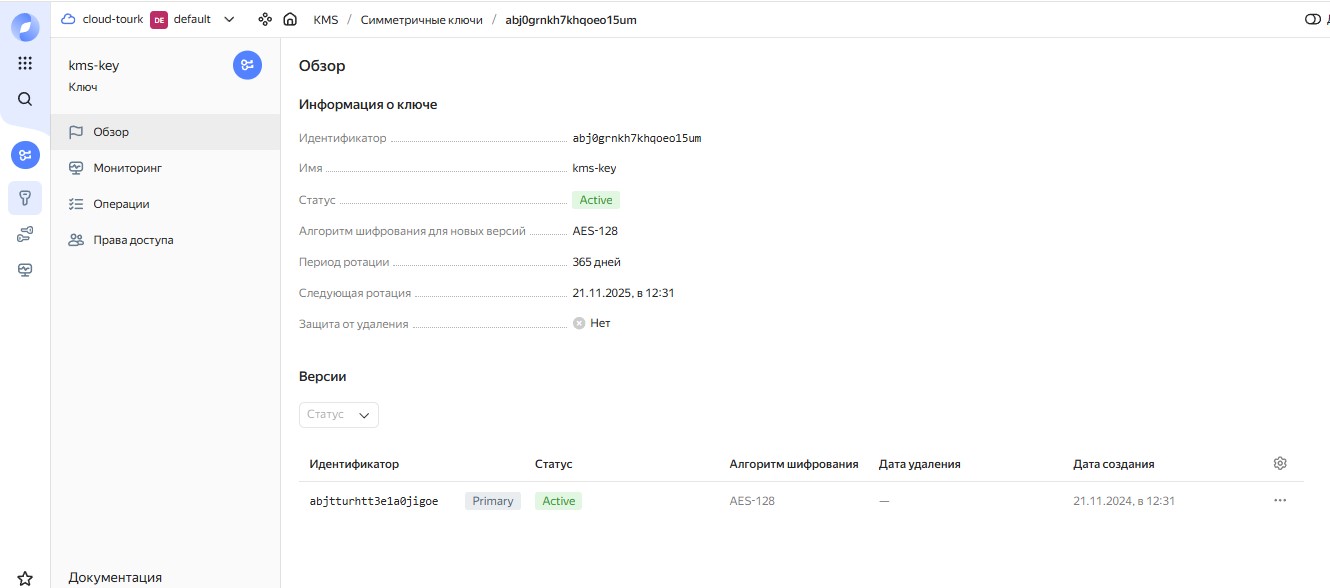 cloud-tourk DE default KMS / Симметричные ключи / abj0grnkh7khqoeo15um
kms-key
Ключ
Обзор
Мониторинг
Операции
Права доступа
Документация
Обзор
Информация о ключе
Идентификатор abj0grnkh7khqoeo15um
Имя kms-key
Статус Active
Алгоритм шифрования для новых версий AES-128
Период ротации 365 дней
Следующая ротация 21.11.2025, в 12:31
Защита от удаления Нет
Версии
Статус
Идентификатор Статус Алгоритм шифрования Дата удаления Дата создания
abjtturhtt3e1a0jigoe Primary Active AES-128 — 21.11.2024, в 12:31